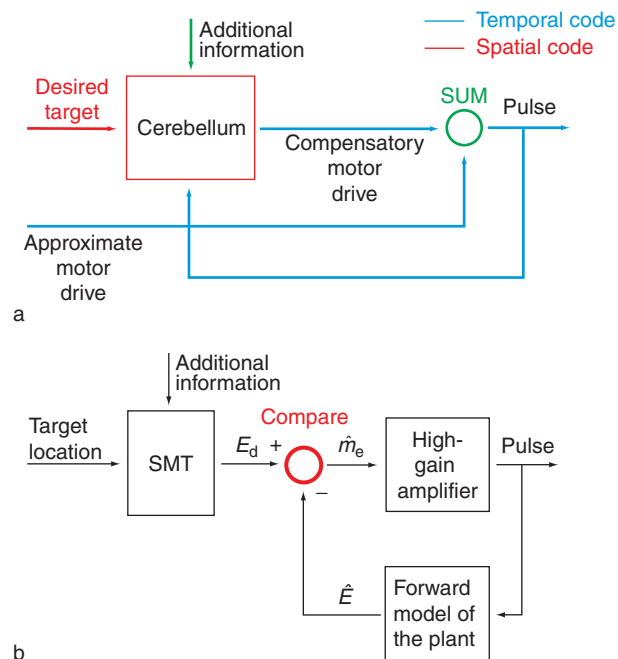 Additional
information
Temporal code
Spatial code
Desired
target
Cerebellum
SUM
Pulse
Compensatory
motor
drive
Approximate
motor
drive
a
Additional
information
Target
location
SMT
Compare
E_d +
m̂_e
−
High-
gain
amplifier
Pulse
Ê
Forward
model of
the plant
b